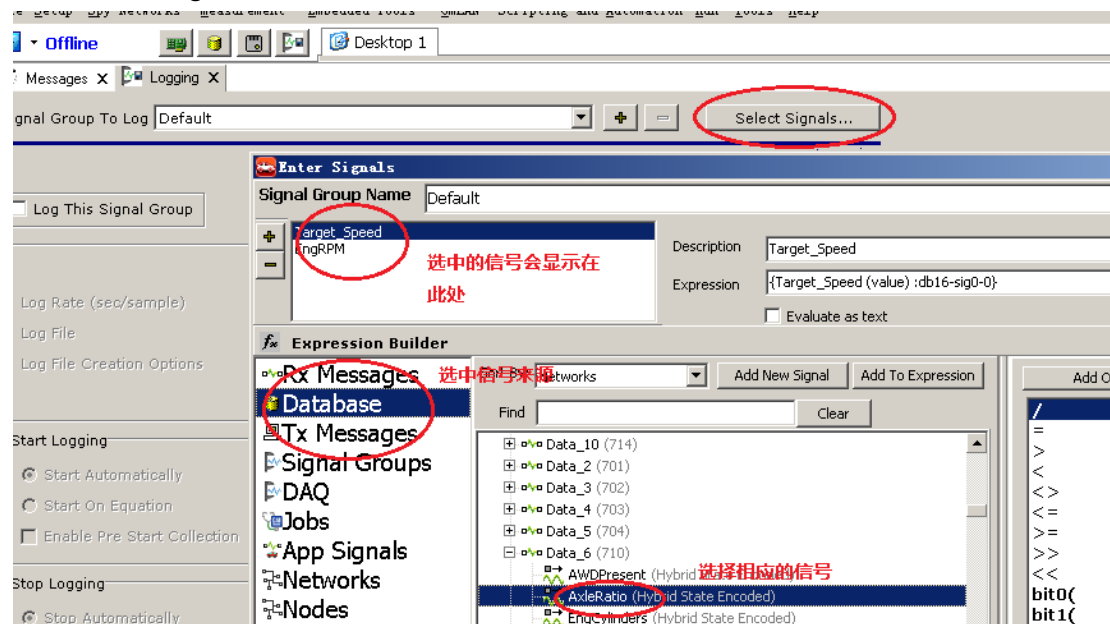 Offline
Desktop 1
Messages X Logging X
gnal Group To Log Default
+ - Select Signals...
Enter Signals
Signal Group Name Default
Log This Signal Group
Target_Speed
EngRPM
选中的信号会显示在
此处
Description Target_Speed
Expression {Target_Speed (value) :db16-sig0-0}
Evaluate as text
Log Rate (sec/sample)
Log File
Log File Creation Options
fx Expression Builder
Rx Messages
选中信号来源
Networks
Add New Signal
Add To Expression
Database
Find
Clear
Tx Messages
Signal Groups
DAQ
Jobs
App Signals
Networks
Nodes
Start Logging
Start Automatically
Start On Equation
Enable Pre Start Collection
Stop Logging
Stop Automatically
Data_10 (714)
Data_2 (701)
Data_3 (702)
Data_4 (703)
Data_5 (704)
Data_6 (710)
AWDPresent (Hybrid
选择相应的信号
AxleRatio (Hybrid State Encoded)
EngCylinders (Hybrid State Encoded)
Add O
/
=
>
<
<>
<=
>=
>>
<<
bit0(
bit1(